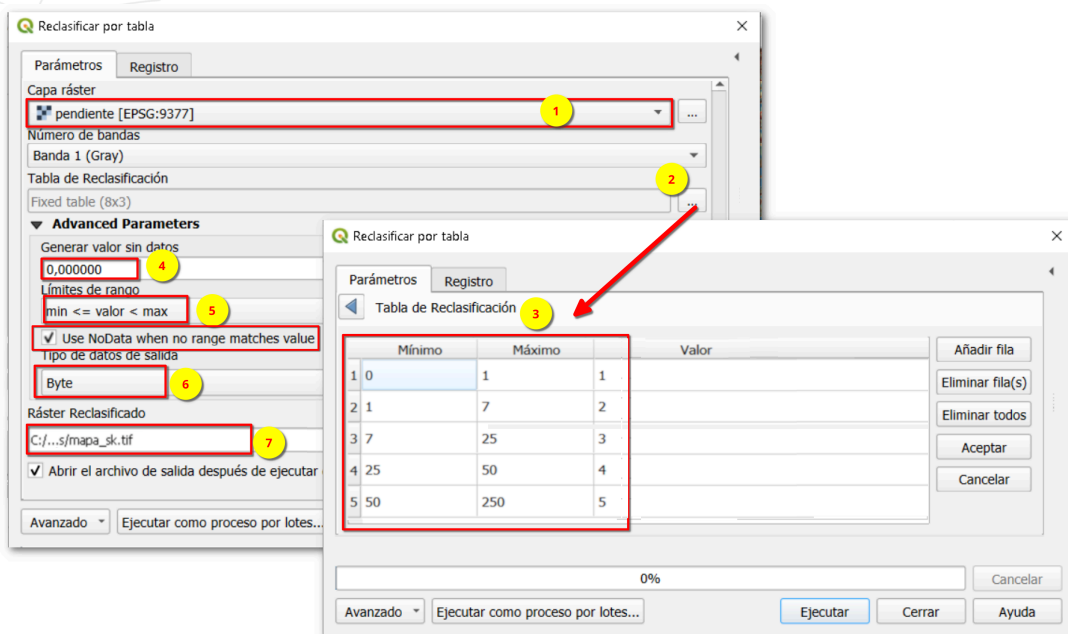 Reclasificar por tabla
Parámetros Registro
Capa ráster
pendiente [EPSG:9377] 1 ...
Número de bandas
Banda 1 (Gray)
Tabla de Reclasificación 2
Fixed table (8x3) ...
Advanced Parameters
Generar valor sin datos
0,000000 4
Límites de rango
min <= valor < max 5
Use NoData when no range matches value
Tipo de datos de salida
Byte 6
Ráster Reclasificado
C:/...s/mapa_sk.tif 7
Abrir el archivo de salida después de ejecutar
Avanzado Ejecutar como proceso por lotes...
Reclasificar por tabla
Parámetros Registro
Tabla de Reclasificación 3
Mínimo Máximo Valor
1 0 1 1
2 1 7 2
3 7 25 3
4 25 50 4
5 50 250 5
Añadir fila
Eliminar fila(s)
Eliminar todos
Aceptar
Cancelar
0% Cancelar
Avanzado Ejecutar como proceso por lotes... Ejecutar Cerrar Ayuda